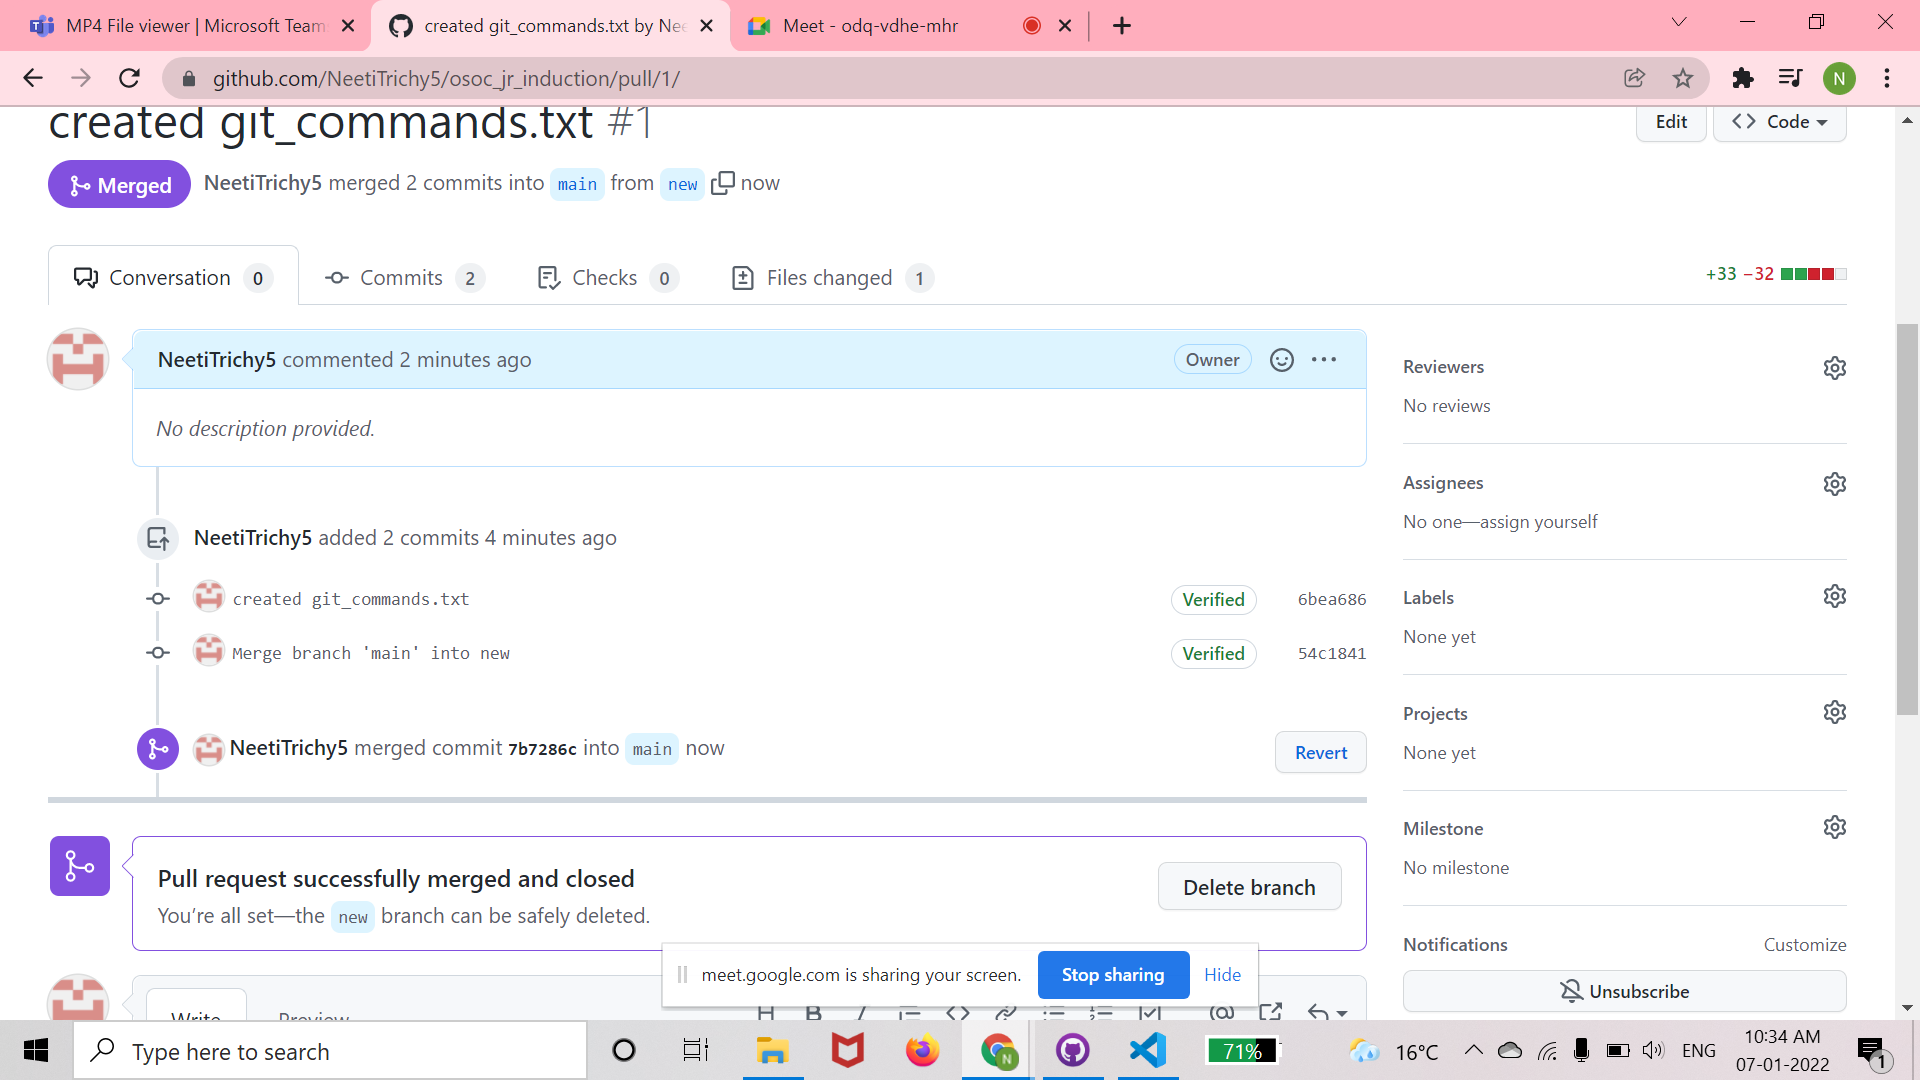 MP4 File viewer | Microsoft Team
created git_commands.txt by Nee
Meet - odq-vdhe-mhr
github.com/NeetiTrichy5/osoc_jr_induction/pull/1/
N
created git_commands.txt #1
Edit
Code
Merged
NeetiTrichy5 merged 2 commits into main from new now
Conversation 0
Commits 2
Checks 0
Files changed 1
+33 −32
NeetiTrichy5 commented 2 minutes ago
Owner
No description provided.
NeetiTrichy5 added 2 commits 4 minutes ago
created git_commands.txt
Verified
6bea686
Merge branch 'main' into new
Verified
54c1841
NeetiTrichy5 merged commit 7b7286c into main now
Revert
Pull request successfully merged and closed
You're all set—the new branch can be safely deleted.
Delete branch
Reviewers
No reviews
Assignees
No one—assign yourself
Labels
None yet
Projects
None yet
Milestone
No milestone
Notifications
Customize
Unsubscribe
meet.google.com is sharing your screen.
Stop sharing
Hide
Write
Preview
Type here to search
N
71%
16°C
ENG
10:34 AM
07-01-2022
1